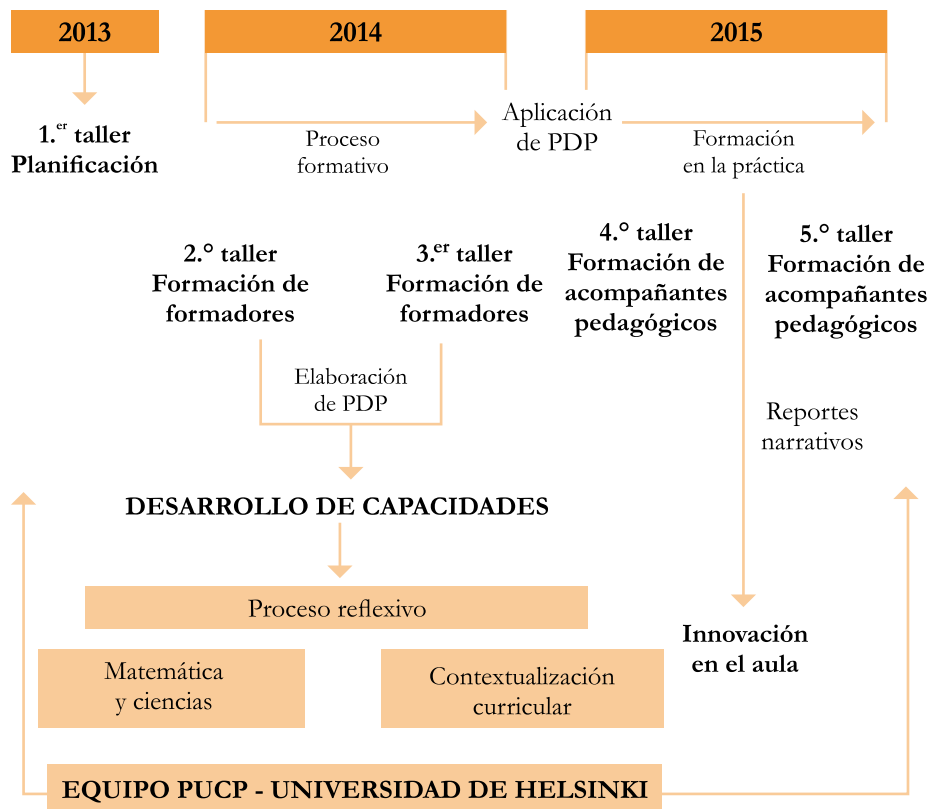 2013
2014
2015
1.er taller
Planificación
Proceso
formativo
Aplicación
de PDP
Formación
en la práctica
2.° taller
Formación de
formadores
3.er taller
Formación de
formadores
4.° taller
Formación de
acompañantes
pedagógicos
5.° taller
Formación de
acompañantes
pedagógicos
Elaboración
de PDP
Reportes
narrativos
DESARROLLO DE CAPACIDADES
Proceso reflexivo
Matemática
y ciencias
Contextualización
curricular
Innovación
en el aula
EQUIPO PUCP - UNIVERSIDAD DE HELSINKI